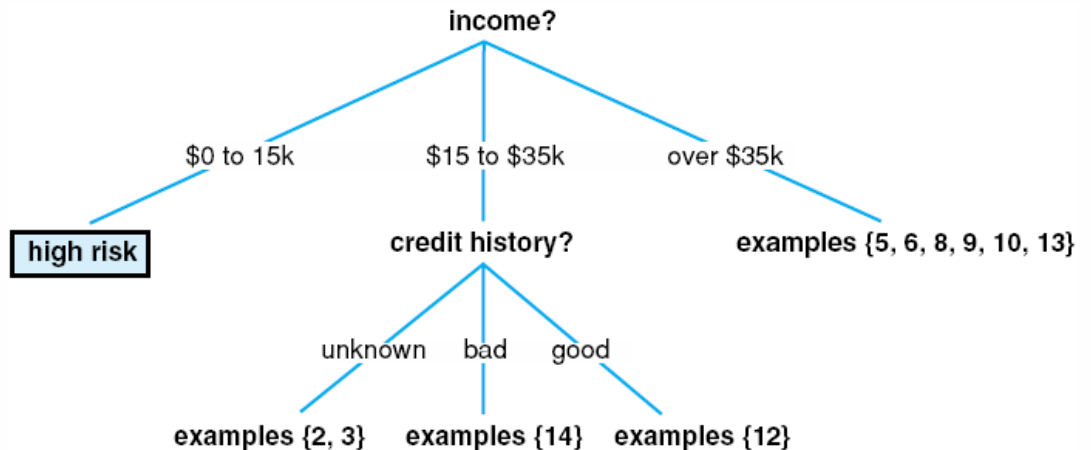 income?
$0 to 15k
$15 to $35k
over $35k
high risk
credit history?
examples {5, 6, 8, 9, 10, 13}
unknown
bad
good
examples {2, 3}
examples {14}
examples {12}